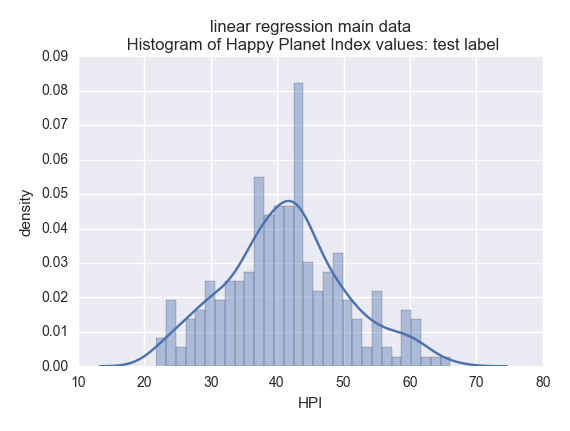 linear regression main data
Histogram of Happy Planet Index values: test label
0.09
0.08
0.07
0.06
0.05
0.04
0.03
0.02
0.01
0.00
density
10 20 30 40 50 60 70 80
HPI